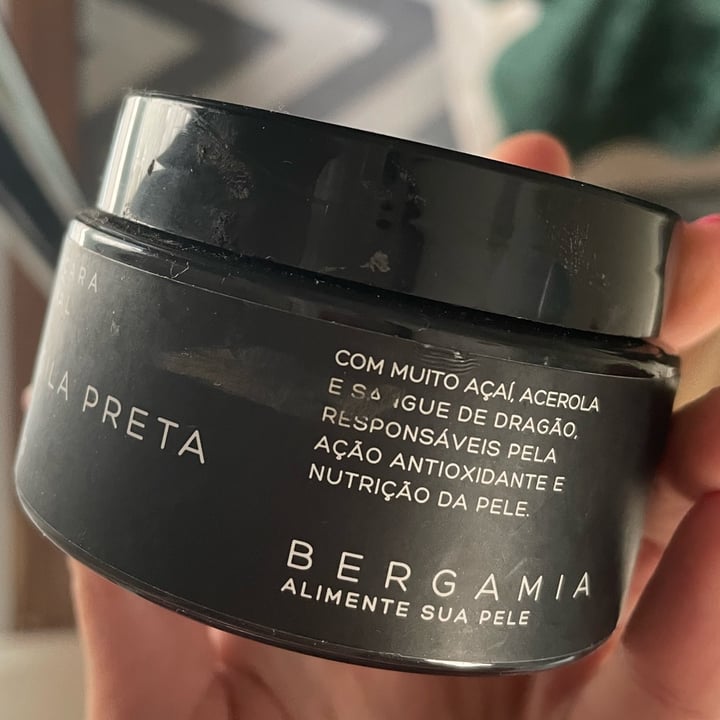 LA PRETA
COM MUITO AÇAÍ, ACEROLA
E SANGUE DE DRAGÃO,
RESPONSÁVEIS PELA
AÇÃO ANTIOXIDANTE E
NUTRIÇÃO DA PELE.
BERGAMIA
ALIMENTE SUA PELE